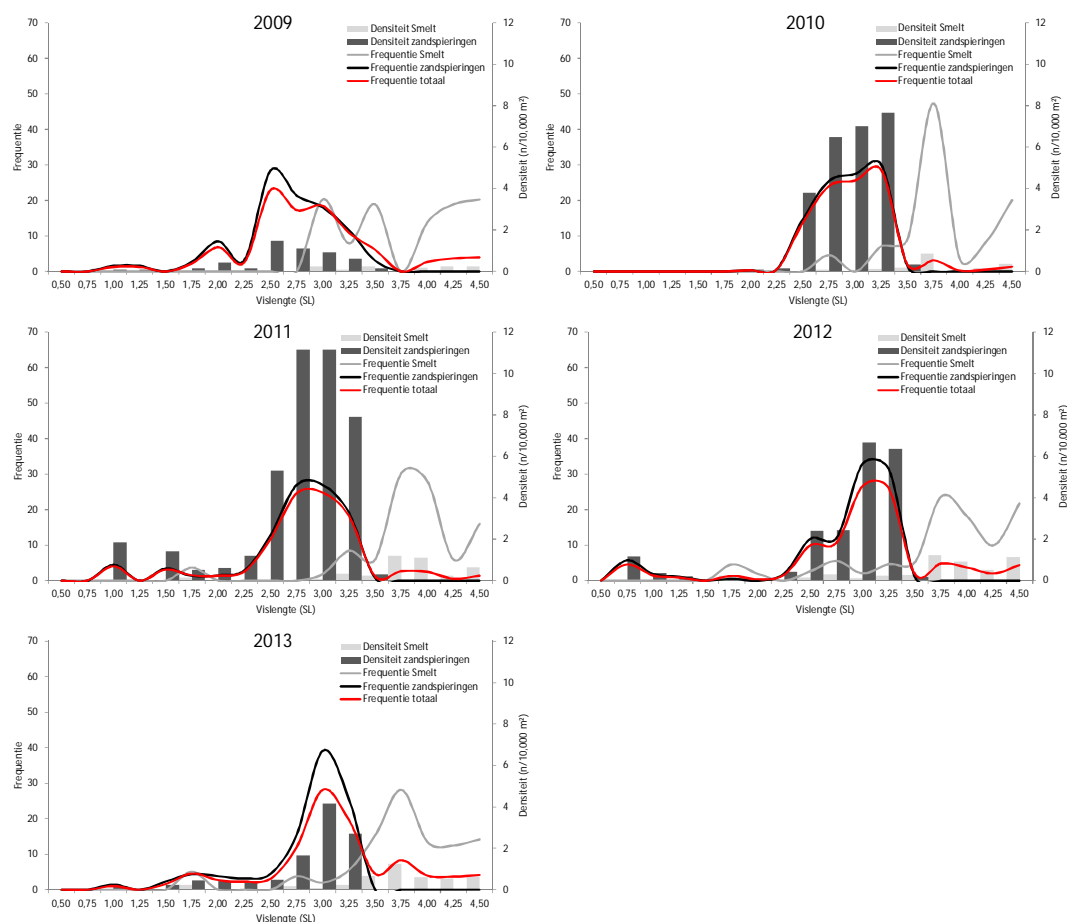 2009
Densiteit Smelt
Densiteit zandspieringen
Frequentie Smelt
Frequentie zandspieringen
Frequentie totaal
70
60
50
40
30
20
10
0
12
10
8
6
4
2
0
Frequentie
Densiteit (n/10,000 m²)
0,50 0,75 1,00 1,25 1,50 1,75 2,00 2,25 2,50 2,75 3,00 3,25 3,50 3,75 4,00 4,25 4,50
Vislengte (SL)
2010
Densiteit Smelt
Densiteit zandspieringen
Frequentie Smelt
Frequentie zandspieringen
Frequentie totaal
70
60
50
40
30
20
10
0
12
10
8
6
4
2
0
Frequentie
Densiteit (n/10,000 m²)
0,50 0,75 1,00 1,25 1,50 1,75 2,00 2,25 2,50 2,75 3,00 3,25 3,50 3,75 4,00 4,25 4,50
Vislengte (SL)
2011
Densiteit Smelt
Densiteit zandspieringen
Frequentie Smelt
Frequentie zandspieringen
Frequentie totaal
70
60
50
40
30
20
10
0
12
10
8
6
4
2
0
Frequentie
Densiteit (n/10,000 m²)
0,50 0,75 1,00 1,25 1,50 1,75 2,00 2,25 2,50 2,75 3,00 3,25 3,50 3,75 4,00 4,25 4,50
Vislengte (SL)
2012
Densiteit Smelt
Densiteit zandspieringen
Frequentie Smelt
Frequentie zandspieringen
Frequentie totaal
70
60
50
40
30
20
10
0
12
10
8
6
4
2
0
Frequentie
Densiteit (n/10,000 m²)
0,50 0,75 1,00 1,25 1,50 1,75 2,00 2,25 2,50 2,75 3,00 3,25 3,50 3,75 4,00 4,25 4,50
Vislengte (SL)
2013
Densiteit Smelt
Densiteit zandspieringen
Frequentie Smelt
Frequentie zandspieringen
Frequentie totaal
70
60
50
40
30
20
10
0
12
10
8
6
4
2
0
Frequentie
Densiteit (n/10,000 m²)
0,50 0,75 1,00 1,25 1,50 1,75 2,00 2,25 2,50 2,75 3,00 3,25 3,50 3,75 4,00 4,25 4,50
Vislengte (SL)